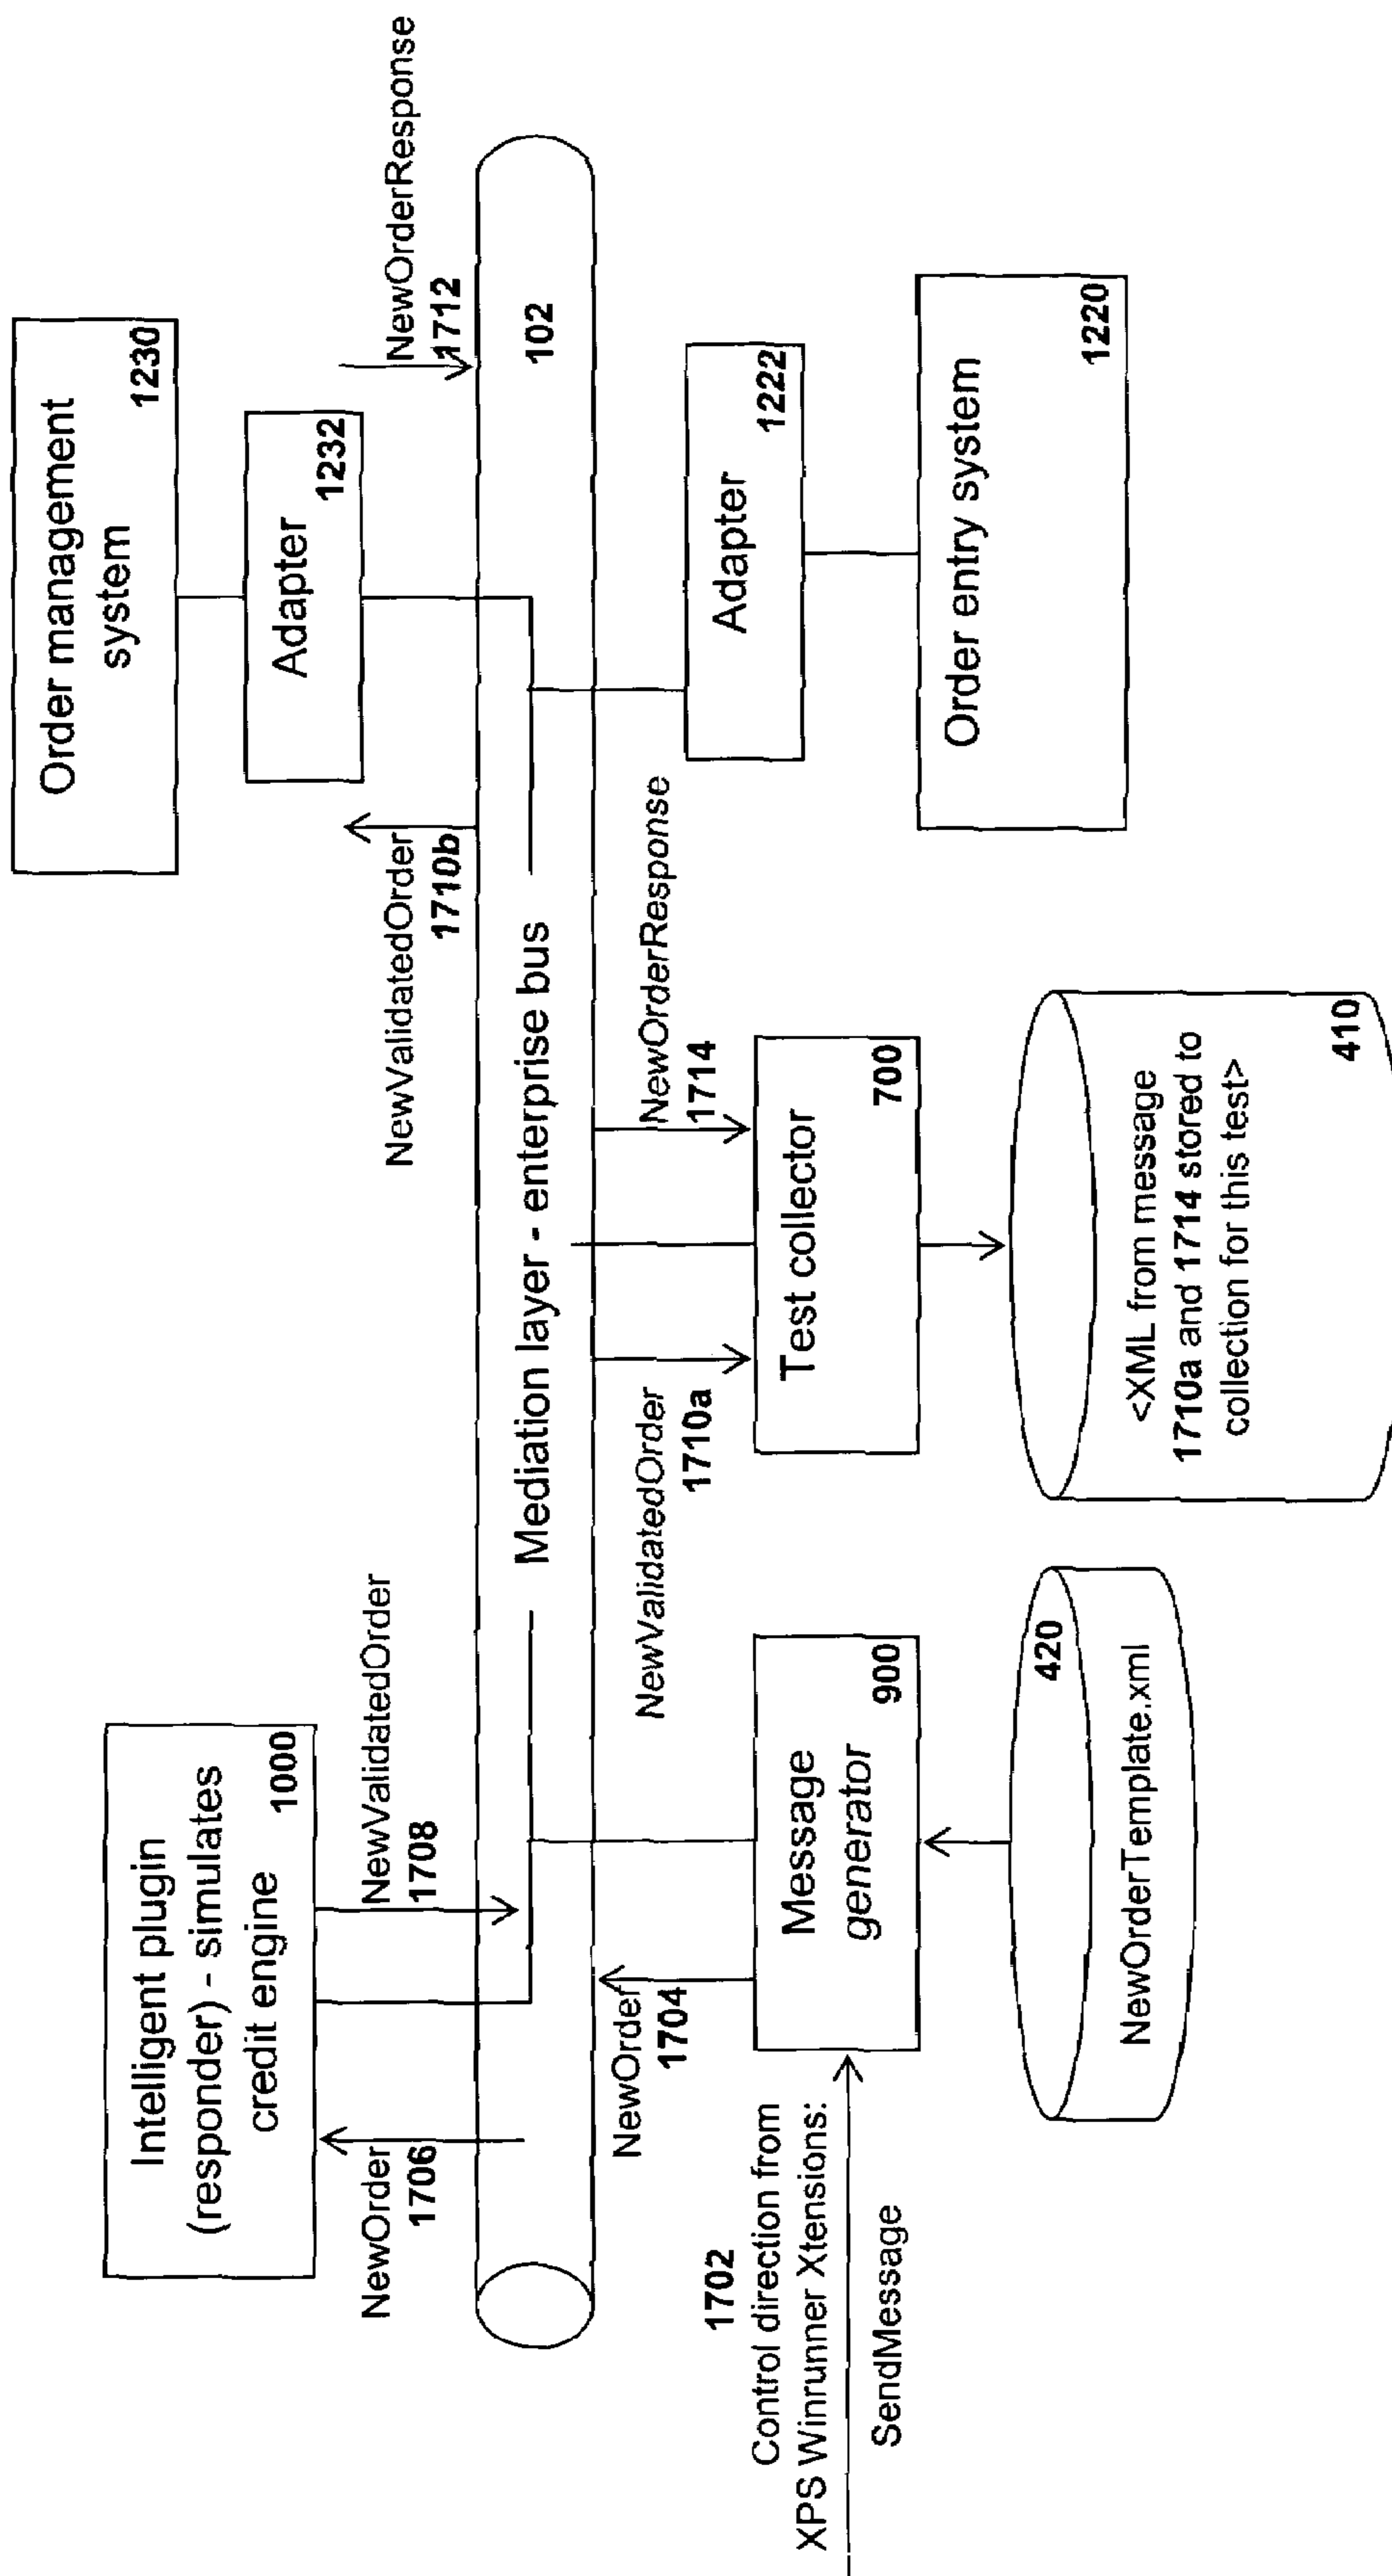 Intelligent plugin
(responder) - simulates
credit engine
1000
Order management
system
1230
Adapter
1232
NewOrder
1706
NewValidatedOrder
1708
NewValidatedOrder
1710b
NewOrderResponse
1712
Mediation layer - enterprise bus
102
1702
Control direction from
XPS Winrunner Xtensions:
SendMessage
NewOrder
1704
NewValidatedOrder
1710a
NewOrderResponse
1714
Message
generator
900
Test collector
700
Adapter
1222
Order entry system
1220
420
NewOrderTemplate.xml
<XML from message
1710a and 1714 stored to
collection for this test>
410